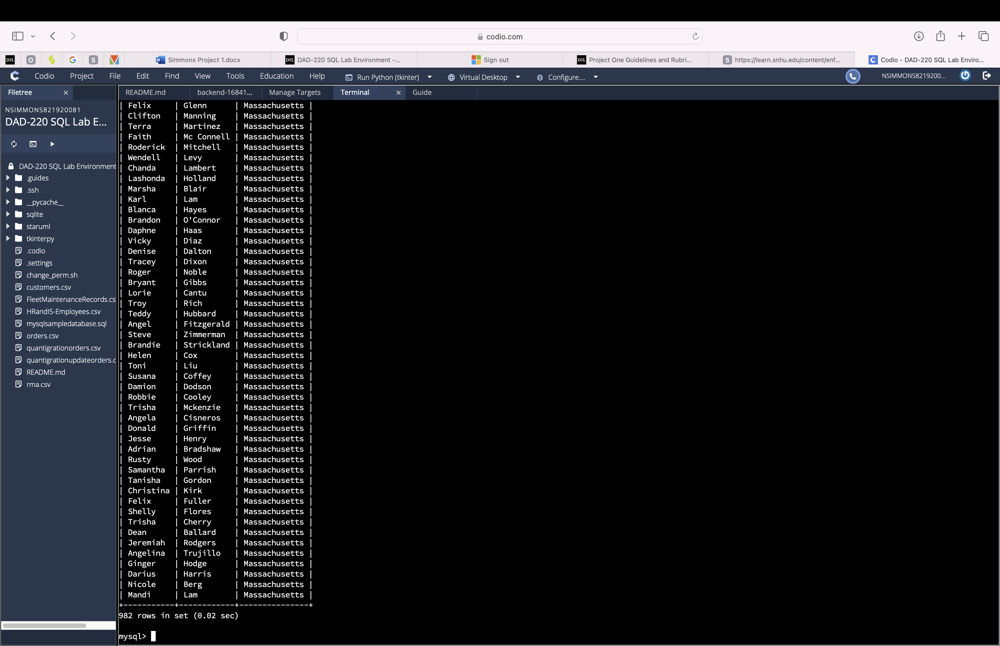 codio.com
D2L O G S Simmons Project 1.docx D2L DAD-220 SQL Lab Environment -... Sign out D2L Project One Guidelines and Rubri... S https://learn.snhu.edu/content/enf... Codio - DAD-220 SQL Lab Enviro...
Codio Project File Edit Find View Tools Education Help Run Python (tkinter) Virtual Desktop Configure.... NSIMMONS8219200...
Filetree
README.md backend-16841... Manage Targets Terminal Guide
NSIMMONS821920081
DAD-220 SQL Lab E...
DAD-220 SQL Lab Environment
.guides
.ssh
__pycache__
sqlite
staruml
tkinterpy
.codio
.settings
change_perm.sh
customers.csv
FleetMaintenanceRecords.cs
HRandIS-Employees.csv
mysqlsampledatabase.sql
orders.csv
quantigrationorders.csv
quantigrationupdateorders.c
README.md
rma.csv
| Felix | Glenn | Massachusetts |
| Clifton | Manning | Massachusetts |
| Terra | Martinez | Massachusetts |
| Faith | Mc Connell | Massachusetts |
| Roderick | Mitchell | Massachusetts |
| Wendell | Levy | Massachusetts |
| Chanda | Lambert | Massachusetts |
| Lashonda | Holland | Massachusetts |
| Marsha | Blair | Massachusetts |
| Karl | Lam | Massachusetts |
| Blanca | Hayes | Massachusetts |
| Brandon | O'Connor | Massachusetts |
| Daphne | Haas | Massachusetts |
| Vicky | Diaz | Massachusetts |
| Denise | Dalton | Massachusetts |
| Tracey | Dixon | Massachusetts |
| Roger | Noble | Massachusetts |
| Bryant | Gibbs | Massachusetts |
| Lorie | Cantu | Massachusetts |
| Troy | Rich | Massachusetts |
| Teddy | Hubbard | Massachusetts |
| Angel | Fitzgerald | Massachusetts |
| Steve | Zimmerman | Massachusetts |
| Brandie | Strickland | Massachusetts |
| Helen | Cox | Massachusetts |
| Toni | Liu | Massachusetts |
| Susana | Coffey | Massachusetts |
| Damion | Dodson | Massachusetts |
| Robbie | Cooley | Massachusetts |
| Trisha | Mckenzie | Massachusetts |
| Angela | Cisneros | Massachusetts |
| Donald | Griffin | Massachusetts |
| Jesse | Henry | Massachusetts |
| Adrian | Bradshaw | Massachusetts |
| Rusty | Wood | Massachusetts |
| Samantha | Parrish | Massachusetts |
| Tanisha | Gordon | Massachusetts |
| Christina | Kirk | Massachusetts |
| Felix | Fuller | Massachusetts |
| Shelly | Flores | Massachusetts |
| Trisha | Cherry | Massachusetts |
| Dean | Ballard | Massachusetts |
| Jeremiah | Rodgers | Massachusetts |
| Angelina | Trujillo | Massachusetts |
| Ginger | Hodge | Massachusetts |
| Darius | Harris | Massachusetts |
| Nicole | Berg | Massachusetts |
| Mandi | Lam | Massachusetts |
+-----------+------------+---------------+
982 rows in set (0.02 sec)
mysql>